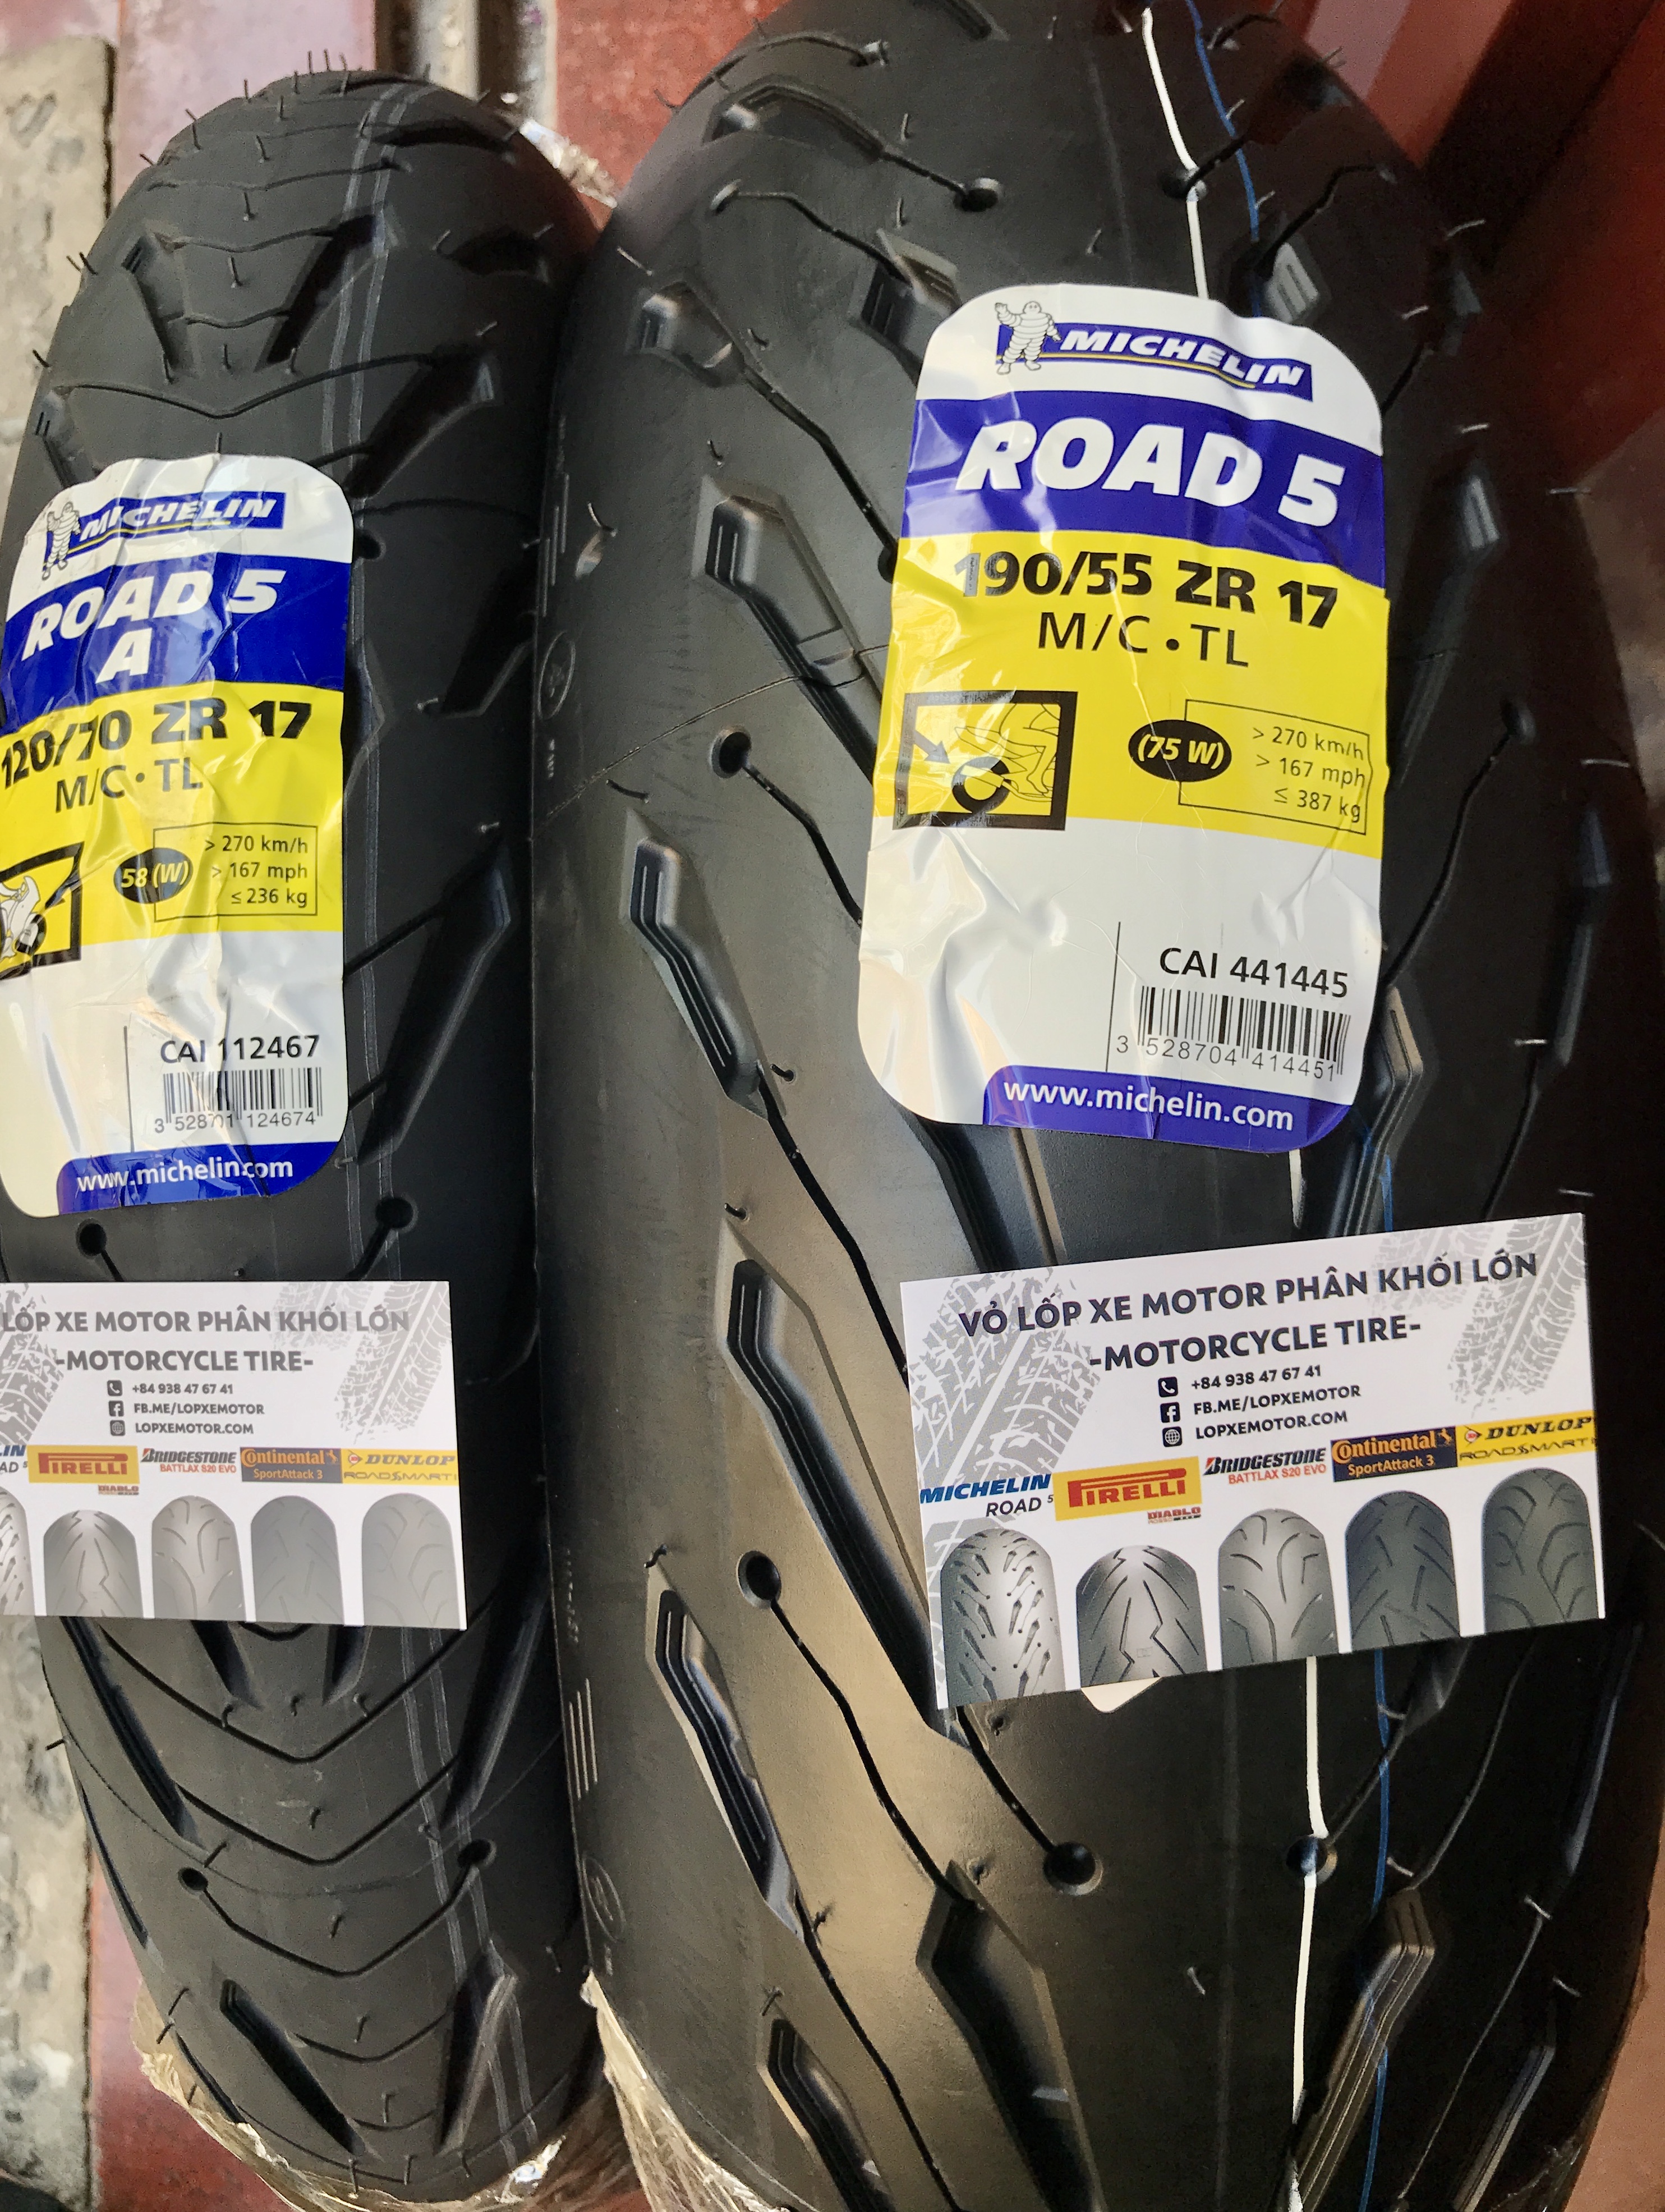 MICHELIN
ROAD 5
A
120/70 ZR 17
M/C • TL
58 (W)
> 270 km/h
> 167 mph
≤ 236 kg
CAI 112467
3 528701 124674
www.michelin.com
MICHELIN
ROAD 5
190/55 ZR 17
M/C • TL
(75 W)
> 270 km/h
> 167 mph
≤ 387 kg
CAI 441445
3 528704 414451
www.michelin.com
LỐP XE MOTOR PHÂN KHỐI LỚN
-MOTORCYCLE TIRE-
+84 938 47 67 41
FB.ME/LOPXEMOTOR
LOPXEMOTOR.COM
PIRELLI
DIABLO
BRIDGESTONE
BATTLAX S20 EVO
Continental
SportAttack 3
DUNLOP
ROADSMART
VỎ LỐP XE MOTOR PHÂN KHỐI LỚN
-MOTORCYCLE TIRE-
+84 938 47 67 41
FB.ME/LOPXEMOTOR
LOPXEMOTOR.COM
MICHELIN
ROAD 5
PIRELLI
DIABLO
BRIDGESTONE
BATTLAX S20 EVO
Continental
SportAttack 3
DUNLOP
ROADSMART